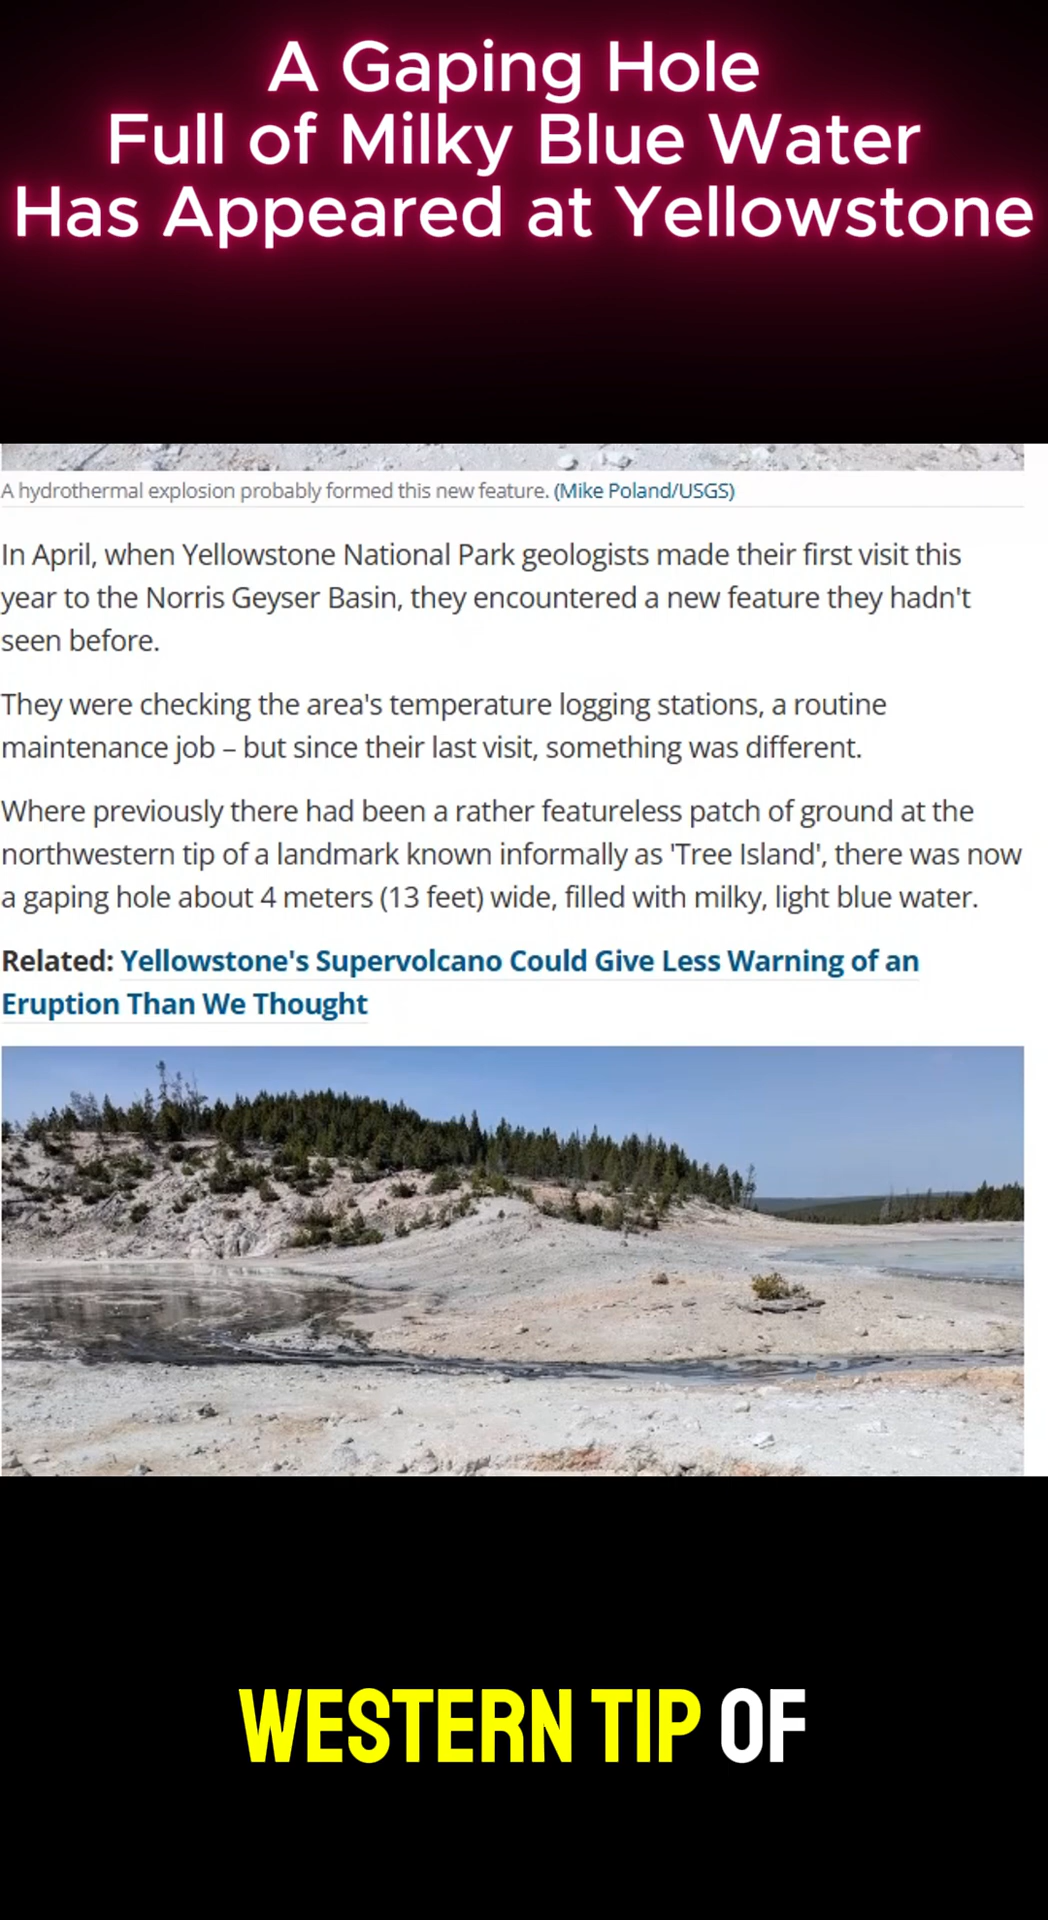 A Gaping Hole
Full of Milky Blue Water
Has Appeared at Yellowstone
A hydrothermal explosion probably formed this new feature. (Mike Poland/USGS)
In April, when Yellowstone National Park geologists made their first visit this
year to the Norris Geyser Basin, they encountered a new feature they hadn't
seen before.
They were checking the area's temperature logging stations, a routine
maintenance job – but since their last visit, something was different.
Where previously there had been a rather featureless patch of ground at the
northwestern tip of a landmark known informally as 'Tree Island', there was now
a gaping hole about 4 meters (13 feet) wide, filled with milky, light blue water.
Related: Yellowstone's Supervolcano Could Give Less Warning of an
Eruption Than We Thought
WESTERN TIP OF